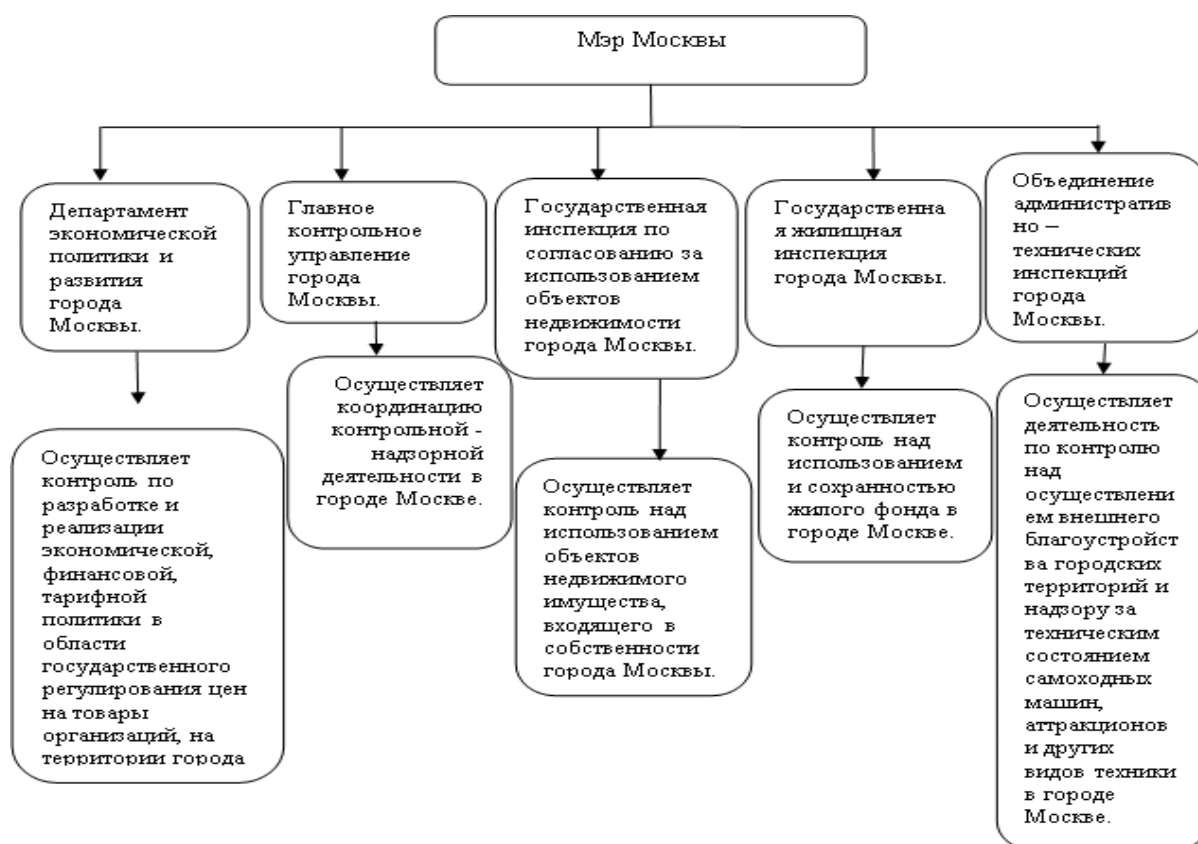 Мэр Москвы
Департамент
экономической
политики и
развития
города
Москвы.
Главное
контрольное
управление
города
Москвы.
Государственная
инспекция по
согласованию за
использованием
объектов
недвижимости
города Москвы.
Государственна
я жилищная
инспекция
города Москвы.
Объединение
административ
но –
технических
инспекций
города
Москвы.
Осуществляет
контроль по
разработке и
реализации
экономической,
финансовой,
тарифной
политики в
области
государственного
регулирования цен
на товары
организаций, на
территории города
Осуществляет
координацию
контрольной -
надзорной
деятельности в
городе Москве.
Осуществляет
контроль над
использованием
объектов
недвижимого
имущества,
входящего в
собственности
города Москвы.
Осуществляет
контроль над
использованием
и сохранностью
жилого фонда в
городе Москве.
Осуществляет
деятельность
по контролю
над
осуществлени
ем внешнего
благоустройст
ва городских
территорий и
надзору за
техническим
состоянием
самоходных
машин,
аттракционов
и других
видов техники
в городе
Москве.